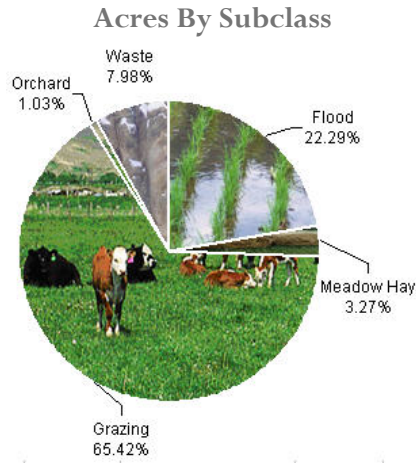 Acres By Subclass
Waste
7.98%
Orchard
1.03%
Flood
22.29%
Meadow Hay
3.27%
Grazing
65.42%